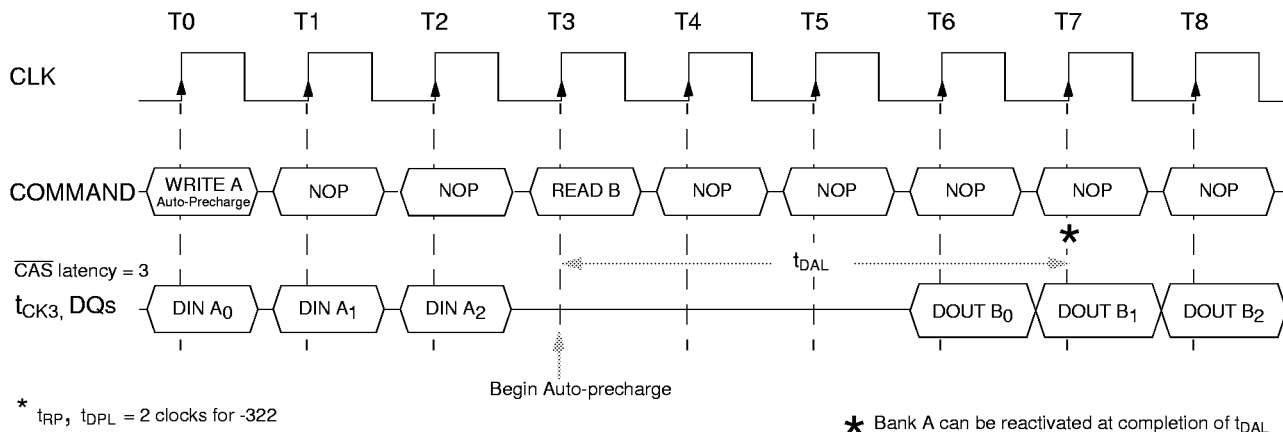 T0 T1 T2 T3 T4 T5 T6 T7 T8
CLK
COMMAND WRITE A Auto-Precharge NOP NOP READ B NOP NOP NOP NOP NOP
*
CAS latency = 3
tDAL
tCK3, DQs DIN A0 DIN A1 DIN A2 DOUT B0 DOUT B1 DOUT B2
Begin Auto-precharge
* tRP, tDPL = 2 clocks for -322
* Bank A can be reactivated at completion of tDAL